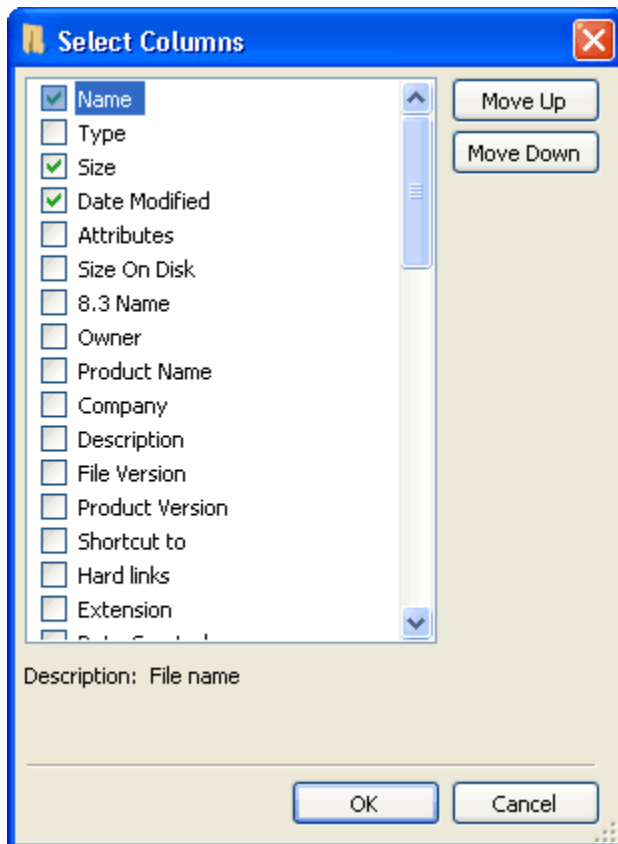 Select Columns
Name
Type
Size
Date Modified
Attributes
Size On Disk
8.3 Name
Owner
Product Name
Company
Description
File Version
Product Version
Shortcut to
Hard links
Extension
Move Up
Move Down
Description: File name
OK
Cancel